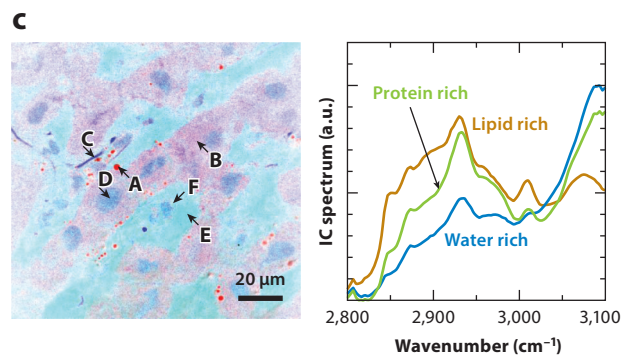 c
C
B
A
D
F
E
20 µm
IC spectrum (a.u.)
Protein rich
Lipid rich
Water rich
2,800 2,900 3,000 3,100
Wavenumber (cm⁻¹)